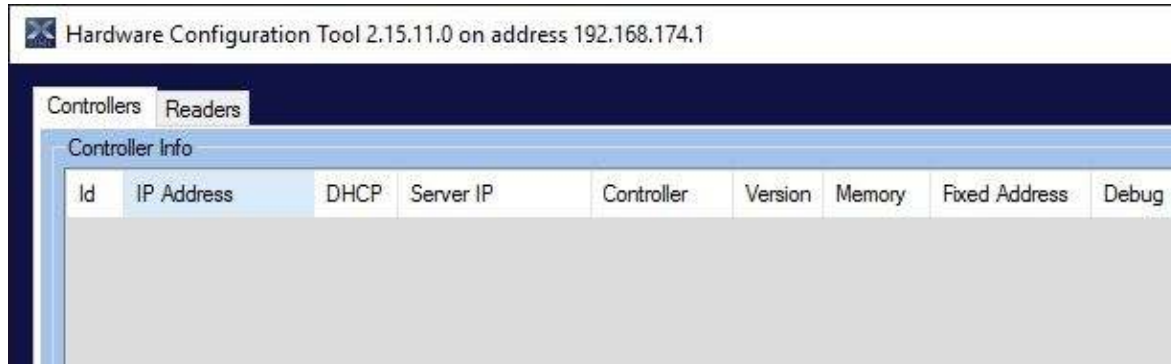 Hardware Configuration Tool 2.15.11.0 on address 192.168.174.1
Controllers Readers
Controller Info
Id IP Address DHCP Server IP Controller Version Memory Fixed Address Debug